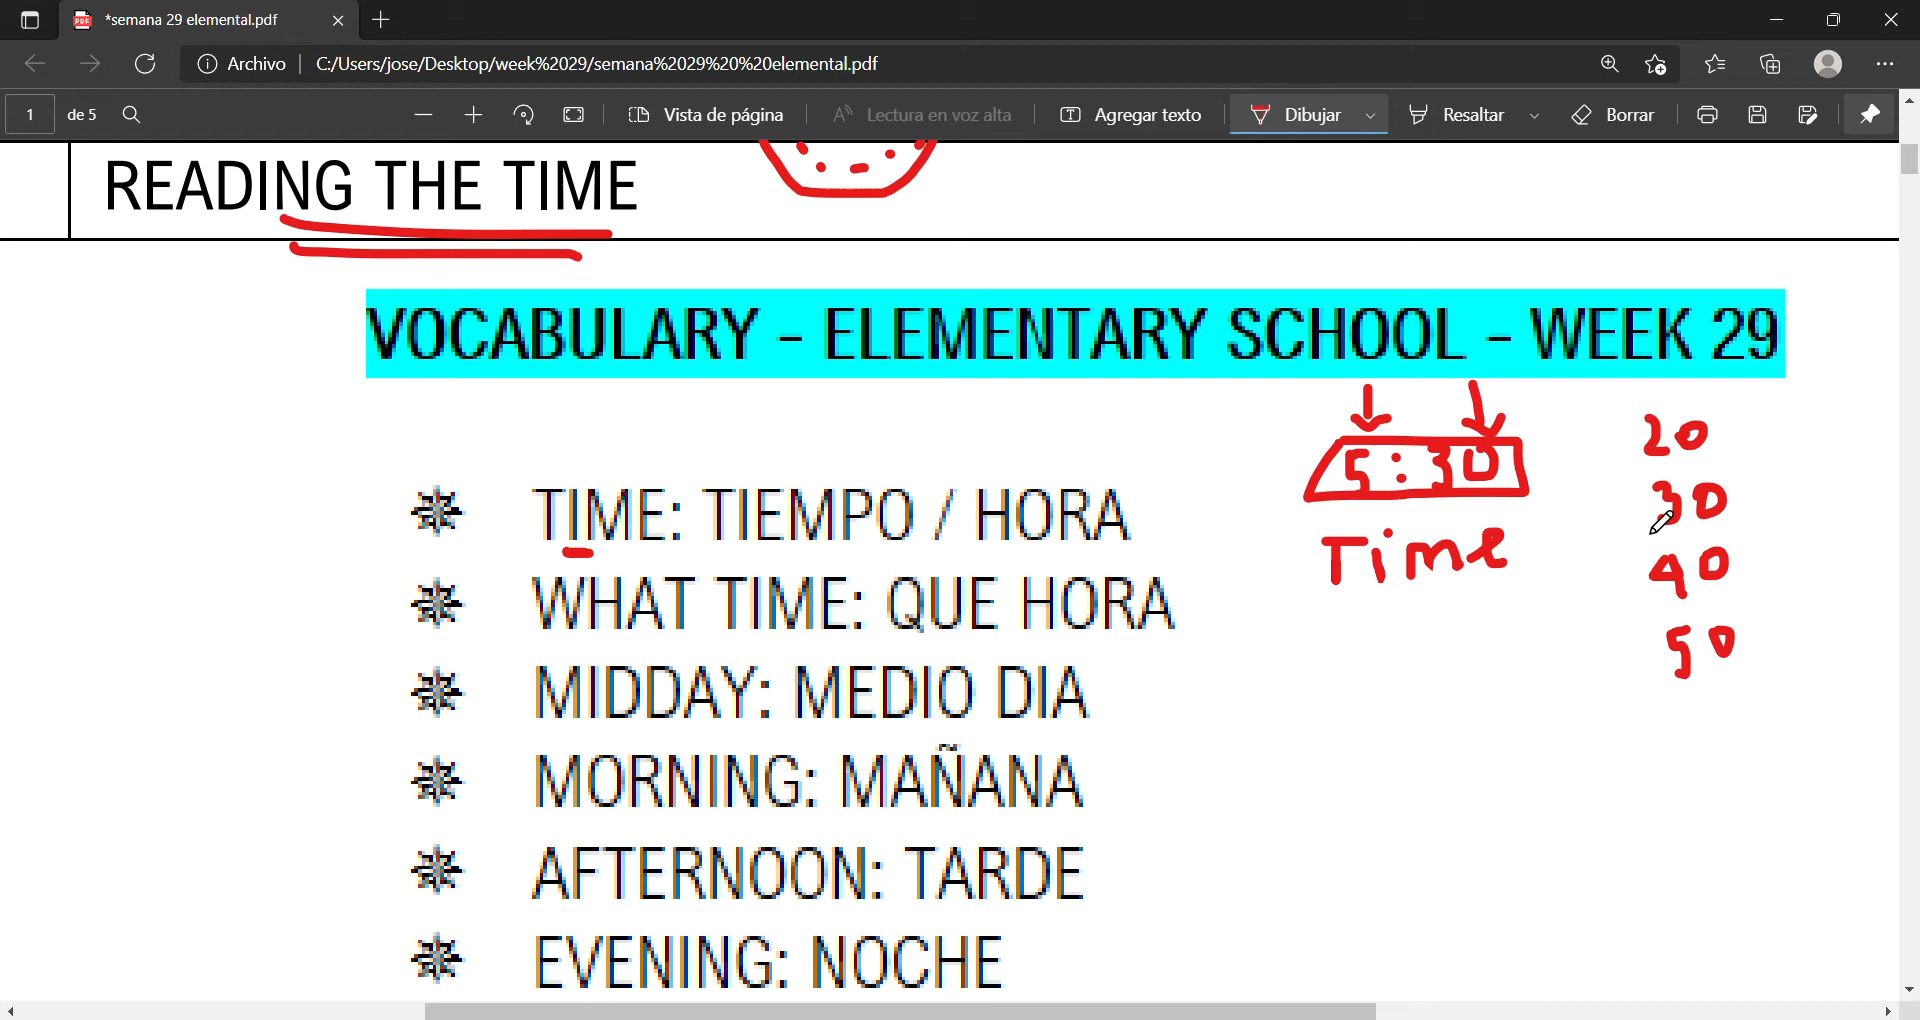 *semana 29 elemental.pdf
Archivo | C:/Users/jose/Desktop/week%2029/semana%2029%20%20elemental.pdf
1 de 5 Vista de página Lectura en voz alta Agregar texto Dibujar Resaltar Borrar
READING THE TIME
VOCABULARY - ELEMENTARY SCHOOL - WEEK 29
5:30
20
30
40
50
Time
TIME: TIEMPO / HORA
WHAT TIME: QUE HORA
MIDDAY: MEDIO DIA
MORNING: MAÑANA
AFTERNOON: TARDE
EVENING: NOCHE